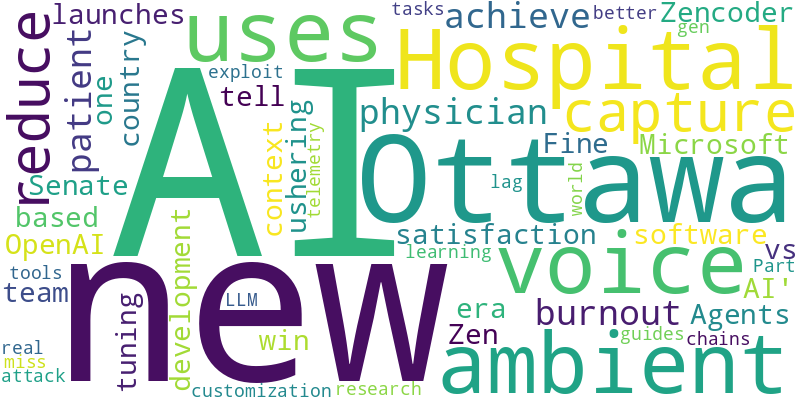 launches
uses
tasks
achieve
better
Zencoder
gen
reduce
patient
one
country
exploit
tell
AI
Hospital
capture
physician
ushering
telemetry
context
Fine
Microsoft
Ottawa
lag
world
Senate
based
OpenAI
satisfaction
software
vs
learning
voice
Part
AI'
tools
team
new
tuning
LLM
development
win
era
Zen
burnout
Agents
guides
chains
real
miss
attack
customization
research
ambient